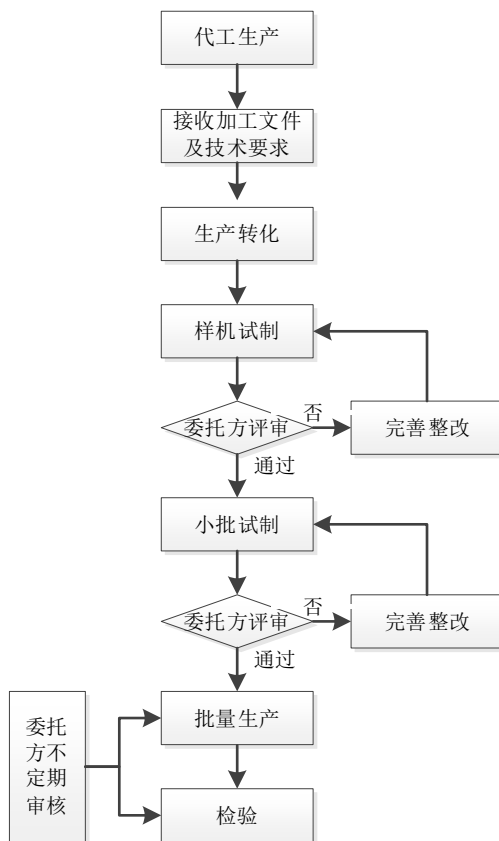 代工生产
接收加工文件
及技术要求
生产转化
样机试制
委托方评审
否
完善整改
通过
小批试制
委托方评审
否
完善整改
通过
委托
方不
定期
审核
批量生产
检验